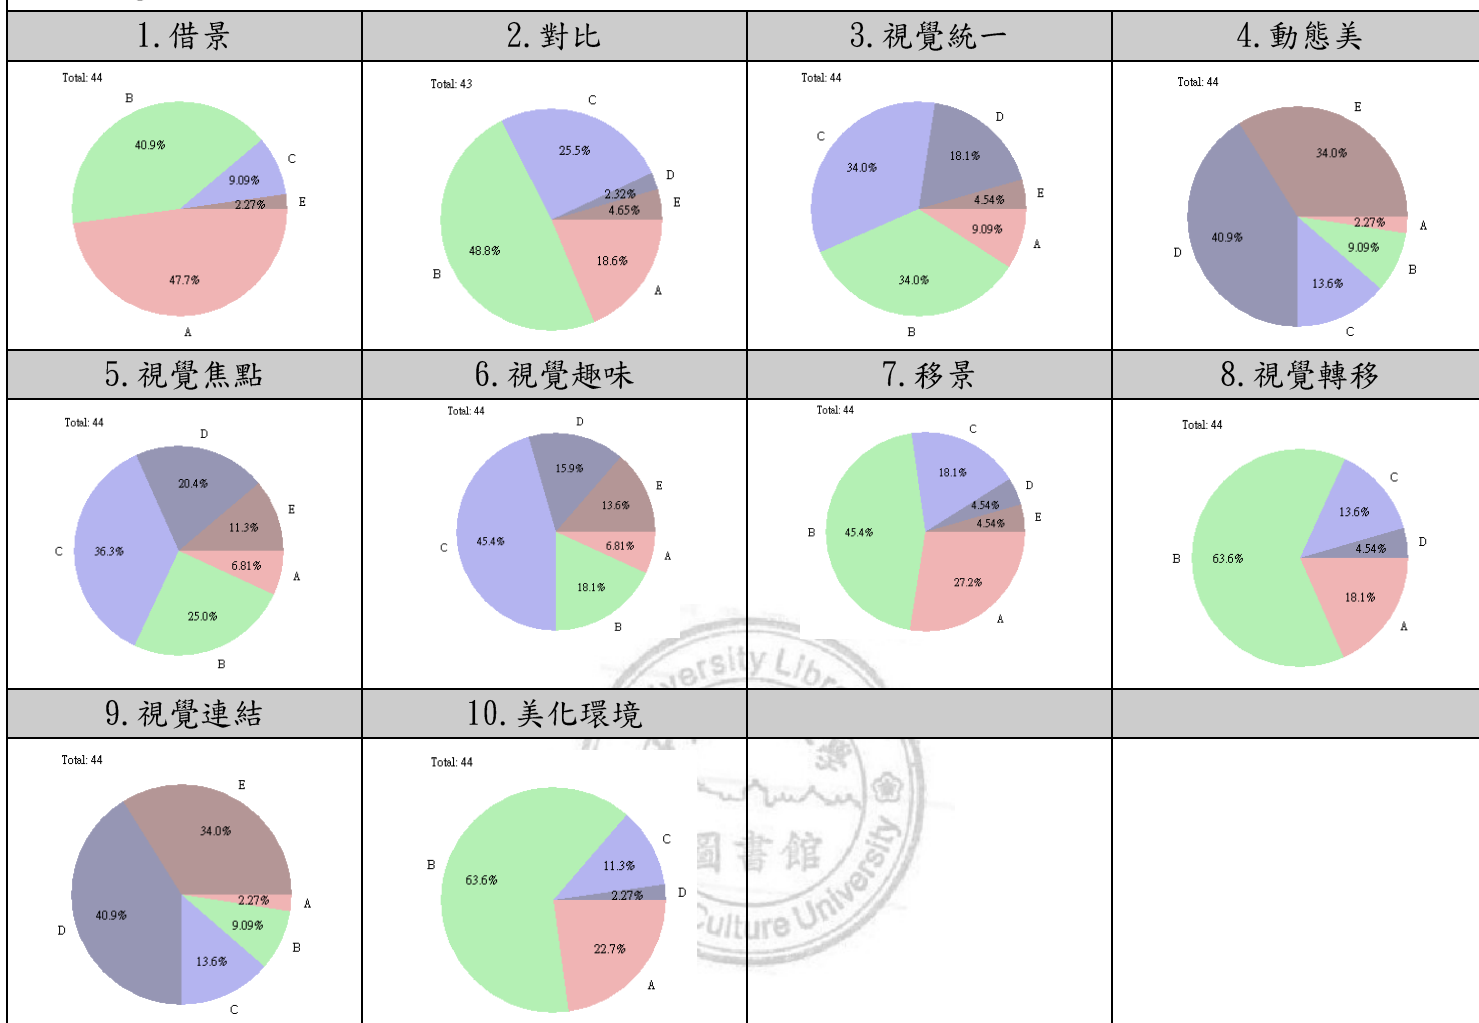 1.借景
2.對比
3.視覺統一
4.動態美
Total: 44
B
40.9%
C
9.09%
2.27%
E
47.7%
A
Total: 43
C
25.5%
D
2.32%
E
4.65%
48.8%
B
18.6%
A
Total: 44
D
C
18.1%
34.0%
E
4.54%
9.09%
A
34.0%
B
Total: 44
E
34.0%
40.9%
D
2.27%
A
9.09%
B
13.6%
C
5.視覺焦點
6.視覺趣味
7.移景
8.視覺轉移
Total: 44
D
20.4%
E
11.3%
C
36.3%
6.81%
A
25.0%
B
Total: 44
D
15.9%
E
13.6%
C
45.4%
6.81%
A
18.1%
B
Total: 44
C
18.1%
D
4.54%
E
4.54%
B
45.4%
27.2%
A
Total: 44
C
13.6%
D
4.54%
B
63.6%
18.1%
A
versity Libr
9.視覺連結
10.美化環境
Total: 44
E
34.0%
40.9%
D
2.27%
A
9.09%
B
13.6%
C
Total: 44
C
11.3%
B
63.6%
D
2.27%
22.7%
A
圖書館
Culture University